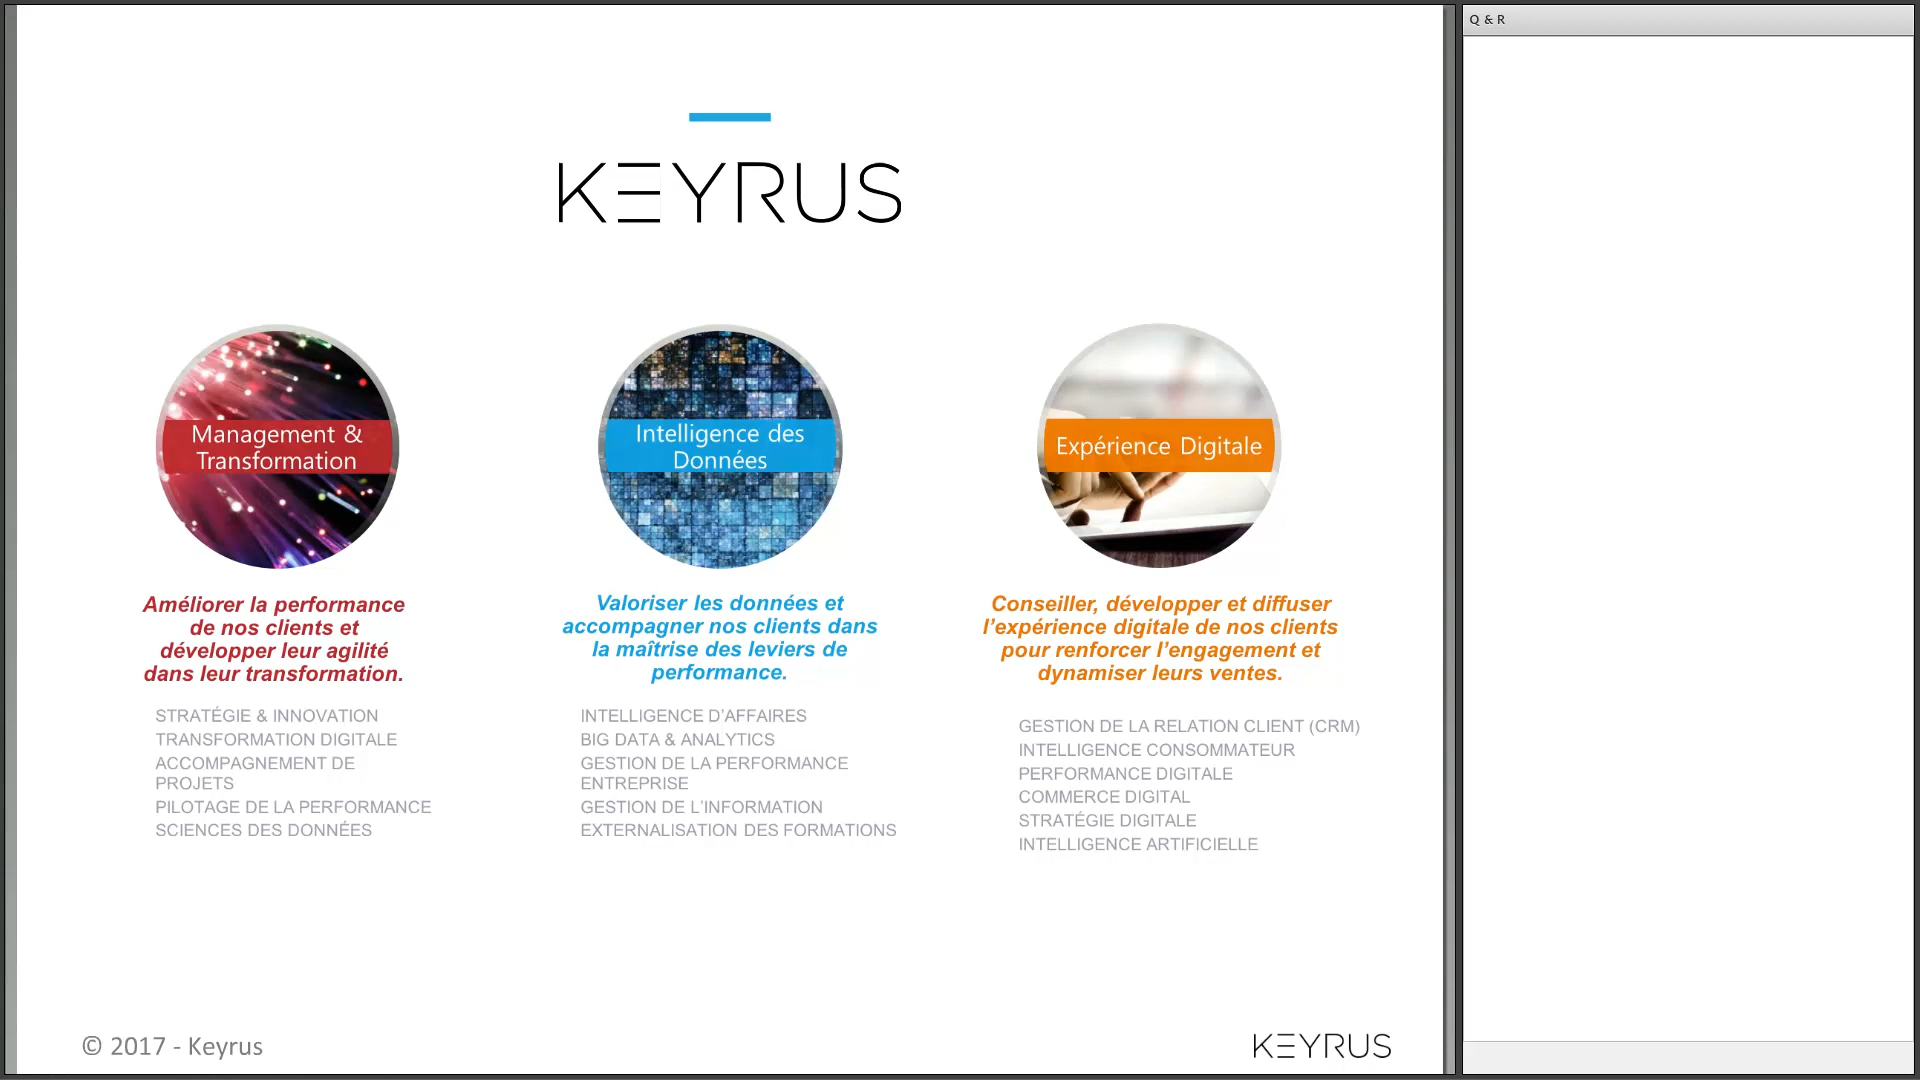 Q & R
KEYRUS
Management &
Transformation
Améliorer la performance
de nos clients et
développer leur agilité
dans leur transformation.
STRATÉGIE & INNOVATION
TRANSFORMATION DIGITALE
ACCOMPAGNEMENT DE
PROJETS
PILOTAGE DE LA PERFORMANCE
SCIENCES DES DONNÉES
Intelligence des
Données
Valoriser les données et
accompagner nos clients dans
la maîtrise des leviers de
performance.
INTELLIGENCE D’AFFAIRES
BIG DATA & ANALYTICS
GESTION DE LA PERFORMANCE
ENTREPRISE
GESTION DE L’INFORMATION
EXTERNALISATION DES FORMATIONS
Expérience Digitale
Conseiller, développer et diffuser
l’expérience digitale de nos clients
pour renforcer l’engagement et
dynamiser leurs ventes.
GESTION DE LA RELATION CLIENT (CRM)
INTELLIGENCE CONSOMMATEUR
PERFORMANCE DIGITALE
COMMERCE DIGITAL
STRATÉGIE DIGITALE
INTELLIGENCE ARTIFICIELLE
© 2017 - Keyrus
KEYRUS